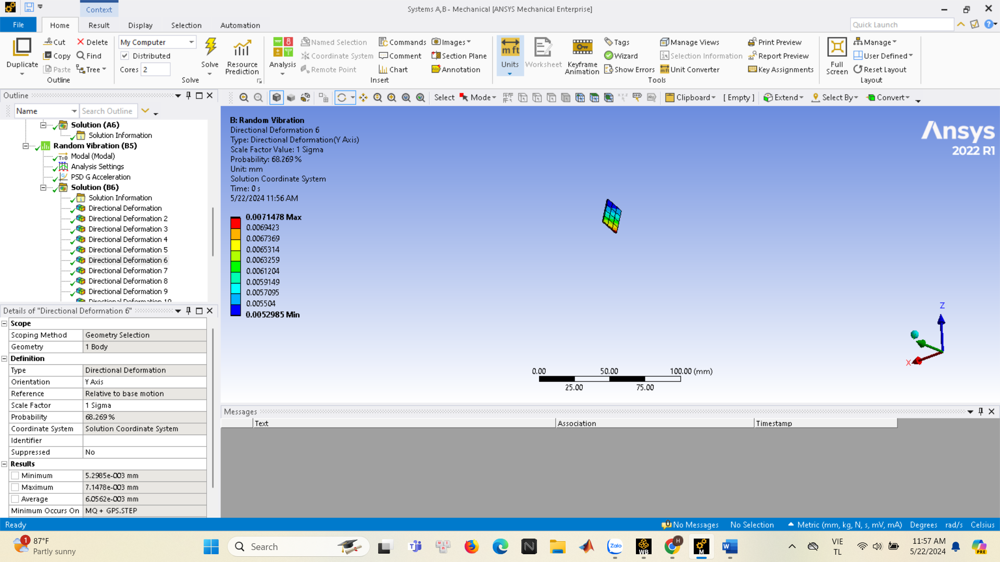 Context
Systems A,B - Mechanical [ANSYS Mechanical Enterprise]
File Home Result Display Selection Automation
Quick Launch
Duplicate
Cut
Copy
Paste
Delete
Find
Tree
Outline
My Computer
Distributed
Cores 2
Solve
Resource Prediction
Solve
Analysis
Named Selection
Coordinate System
Remote Point
Commands
Comment
Chart
Images
Section Plane
Annotation
Insert
Units
Worksheet
Keyframe Animation
Tags
Wizard
Show Errors
Manage Views
Selection Information
Unit Converter
Print Preview
Report Preview
Key Assignments
Tools
Full Screen
Manage
User Defined
Reset Layout
Layout
Outline
Name Search Outline
Solution (A6)
Solution Information
Random Vibration (B5)
Modal (Modal)
Analysis Settings
PSD G Acceleration
Solution (B6)
Solution Information
Directional Deformation
Directional Deformation 2
Directional Deformation 3
Directional Deformation 4
Directional Deformation 5
Directional Deformation 6
Directional Deformation 7
Directional Deformation 8
Directional Deformation 9
Directional Deformation 10
Select Mode Clipboard [ Empty ] Extend Select By Convert
B: Random Vibration
Directional Deformation 6
Type: Directional Deformation(Y Axis)
Scale Factor Value: 1 Sigma
Probability: 68.269 %
Unit: mm
Solution Coordinate System
Time: 0 s
5/22/2024 11:56 AM
0.0071478 Max
0.0069423
0.0067369
0.0065314
0.0063259
0.0061204
0.0059149
0.0057095
0.005504
0.0052985 Min
Ansys
2022 R1
Z
X
0.00 50.00 100.00 (mm)
25.00 75.00
Details of "Directional Deformation 6"
Scope
Scoping Method Geometry Selection
Geometry 1 Body
Definition
Type Directional Deformation
Orientation Y Axis
Reference Relative to base motion
Scale Factor 1 Sigma
Probability 68.269 %
Coordinate System Solution Coordinate System
Identifier
Suppressed No
Results
Minimum 5.2985e-003 mm
Maximum 7.1478e-003 mm
Average 6.0562e-003 mm
Minimum Occurs On MQ + GPS.STEP
Messages
Text Association Timestamp
Ready
0 No Messages No Selection Metric (mm, kg, N, s, mV, mA) Degrees rad/s Celsius
1
87°F
Partly sunny
Search
Zalo
WB
H
M
W
PRE
VIE
TL
11:57 AM
5/22/2024